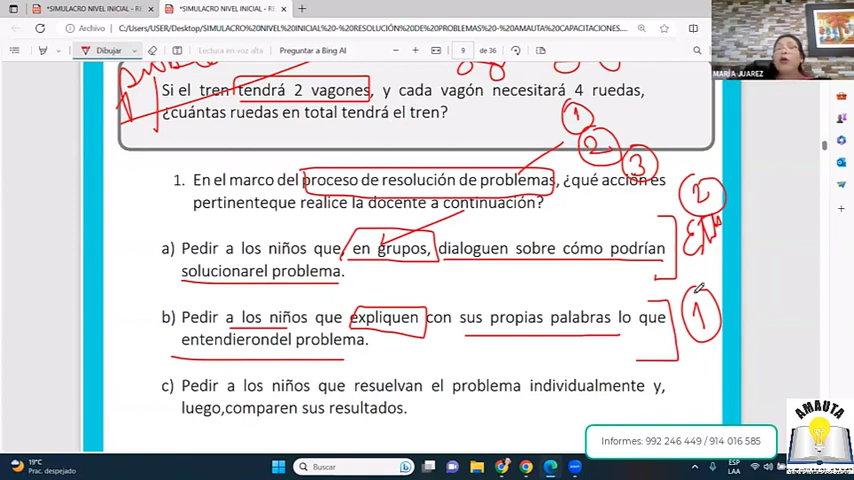 *SIMULACRO NIVEL INICIAL - RE
*SIMULACRO NIVEL INICIAL - RE
Archivo
C:/Users/USER/Desktop/SIMULACRO%20NIVEL%20INICIAL%20-%20RESOLUCIÓN%20DE%20PROBLEMAS%20-%20AMAUTA%20CAPACITACIONES....
Dibujar
Lectura en voz alta
Preguntar a Bing AI
9
de 36
MARÍA JUAREZ
Si el tren tendrá 2 vagones, y cada vagón necesitará 4 ruedas,
¿cuántas ruedas en total tendrá el tren?
1
2
3
1. En el marco del proceso de resolución de problemas, ¿qué acción es
pertinenteque realice la docente a continuación?
2
a) Pedir a los niños que, en grupos, dialoguen sobre cómo podrían
solucionarel problema.
1
b) Pedir a los niños que expliquen con sus propias palabras lo que
entendierondel problema.
c) Pedir a los niños que resuelvan el problema individualmente y,
luego,comparen sus resultados.
AMAUTA
Informes: 992 246 449 / 914 016 585
19°C
Prac. despejado
Buscar
ESP
LAA